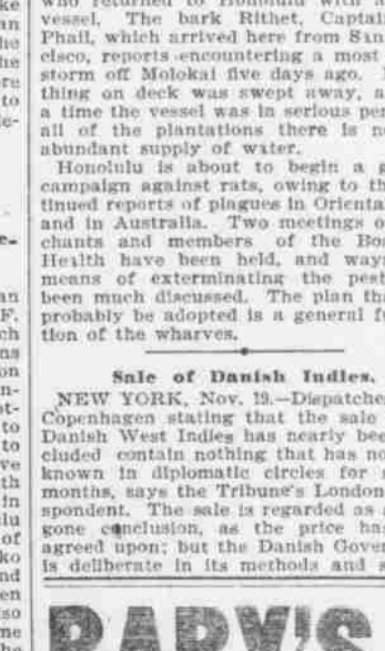 who returned to Honolulu with a
vessel. The bark Rithet, Captai
Phail, which arrived here from San
cisco, reports encountering a most
storm off Molokai five days ago.
thing on deck was swept away, a
a time the vessel was in serious per
all of the plantations there is n
abundant supply of water.
Honolulu is about to begin a g
campaign against rats, owing to th
tinued reports of plagues in Oriental
and in Australia. Two meetings o
chants and members of the Boa
Health have been held, and ways
means of exterminating the pest
been much discussed. The plan th
probably be adopted is a general fu
tion of the wharves.
Sale of Danish Indies.
NEW YORK, Nov. 19.—Dispatche
Copenhagen stating that the sale
Danish West Indies has nearly bee
cluded contain nothing that has no
known in diplomatic circles for
months, says the Tribune's London
spondent. The sale is regarded as
gone conclusion, as the price has
agreed upon; but the Danish Gover
is deliberate in its methods and s
BABY'S